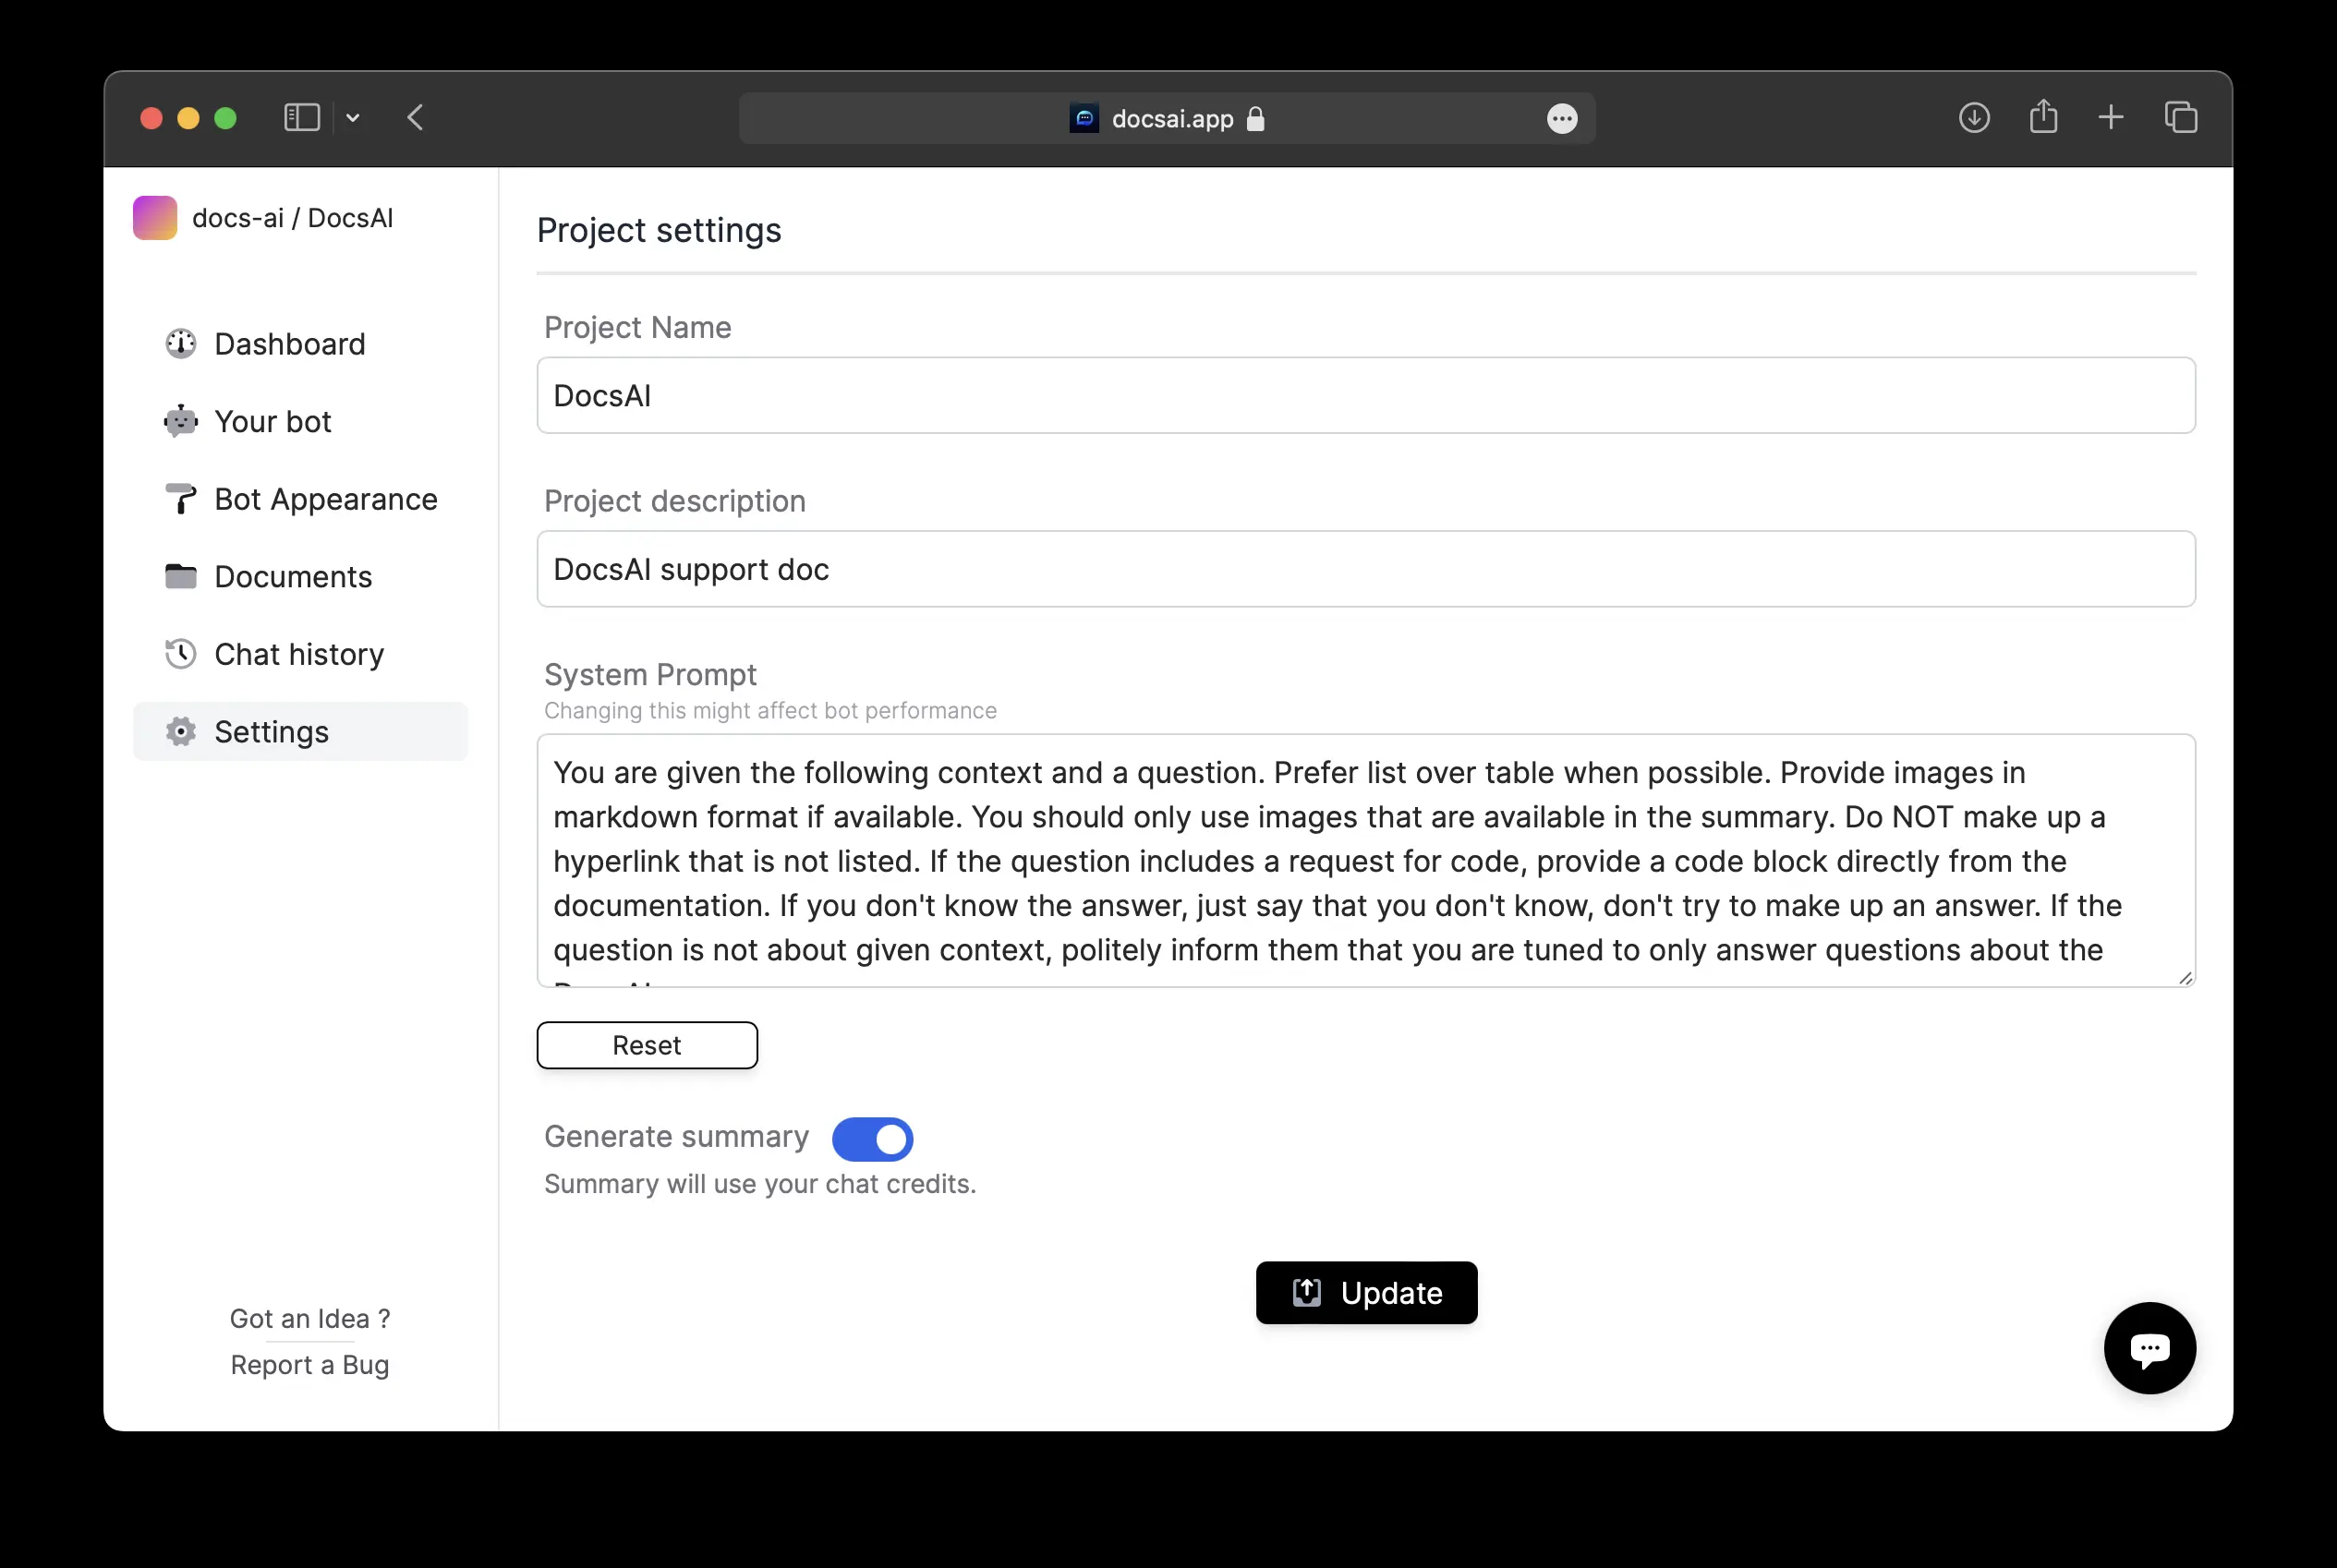 docsai.app
docs-ai / DocsAI
Dashboard
Your bot
Bot Appearance
Documents
Chat history
Settings
Got an Idea ?
Report a Bug
Project settings
Project Name
DocsAI
Project description
DocsAI support doc
System Prompt
Changing this might affect bot performance
You are given the following context and a question. Prefer list over table when possible. Provide images in
markdown format if available. You should only use images that are available in the summary. Do NOT make up a
hyperlink that is not listed. If the question includes a request for code, provide a code block directly from the
documentation. If you don't know the answer, just say that you don't know, don't try to make up an answer. If the
question is not about given context, politely inform them that you are tuned to only answer questions about the
Reset
Generate summary
Summary will use your chat credits.
Update